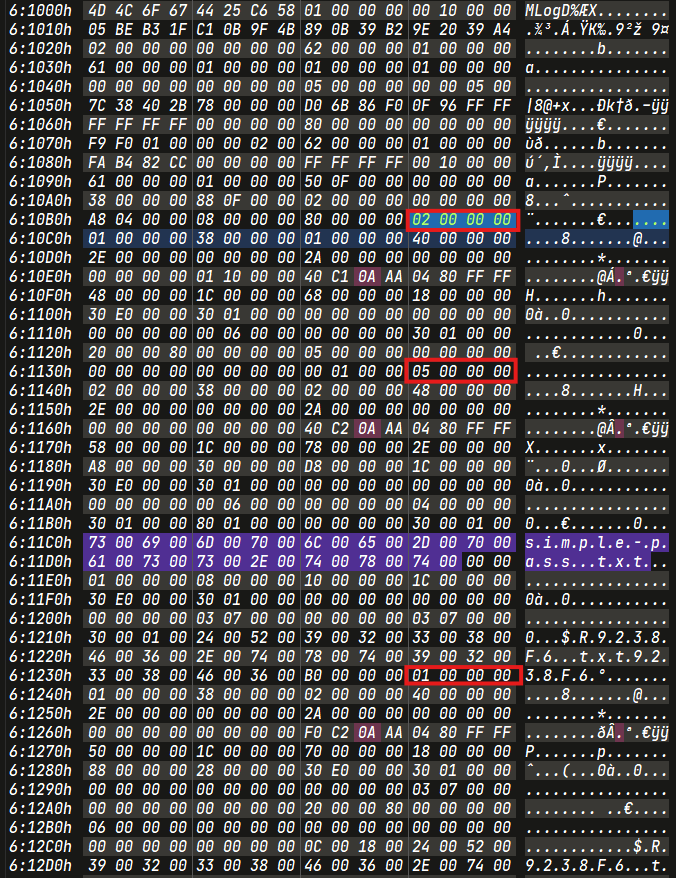 6:1000h 4D 4C 6F 67 44 25 C6 58 01 00 00 00 00 10 00 00 MLogD%ÆX........
6:1010h 05 BE B3 1F C1 0B 9F 4B 89 0B 39 B2 9E 20 39 A4 .¾³.Á.ŸK‰.9²ž 9¤
6:1020h 02 00 00 00 00 00 00 00 62 00 00 00 01 00 00 00 ........b.......
6:1030h 61 00 00 00 01 00 00 00 01 00 00 00 01 00 00 00 a...............
6:1040h 00 00 00 00 00 00 00 00 05 00 00 00 00 00 05 00 ................
6:1050h 7C 38 40 2B 78 00 00 00 D0 6B 86 F0 0F 96 FF FF |8@+x...Ðk†ð.–ÿÿ
6:1060h FF FF FF FF 00 00 00 00 80 00 00 00 00 00 00 00 ÿÿÿÿ....€.......
6:1070h F9 F0 01 00 00 00 02 00 62 00 00 00 01 00 00 00 ùð......b.......
6:1080h FA B4 82 CC 00 00 00 00 FF FF FF FF 00 10 00 00 ú´‚Ì....ÿÿÿÿ....
6:1090h 61 00 00 00 01 00 00 00 50 0F 00 00 00 00 00 00 a.......P.......
6:10A0h 38 00 00 00 88 0F 00 00 02 00 00 00 00 00 00 00 8...ˆ...........
6:10B0h A8 04 00 00 08 00 00 00 80 00 00 00 02 00 00 00 ¨.......€.......
6:10C0h 01 00 00 00 38 00 00 00 01 00 00 00 40 00 00 00 ....8.......@...
6:10D0h 2E 00 00 00 00 00 00 00 2A 00 00 00 00 00 00 00 ........*.......
6:10E0h 00 00 00 00 01 10 00 00 40 C1 0A AA 04 80 FF FF ........@Á.ª.€ÿÿ
6:10F0h 48 00 00 00 1C 00 00 00 68 00 00 00 18 00 00 00 H.......h.......
6:1100h 30 E0 00 00 30 01 00 00 00 00 00 00 00 00 00 00 0à..0...........
6:1110h 00 00 00 00 00 06 00 00 00 00 00 00 30 01 00 00 ............0...
6:1120h 20 00 00 80 00 00 00 00 05 00 00 00 00 00 00 00  ..€............
6:1130h 00 00 00 00 00 00 00 00 00 01 00 00 05 00 00 00 ................
6:1140h 02 00 00 00 38 00 00 00 02 00 00 00 48 00 00 00 ....8.......H...
6:1150h 2E 00 00 00 00 00 00 00 2A 00 00 00 00 00 00 00 ........*.......
6:1160h 00 00 00 00 00 00 00 00 40 C2 0A AA 04 80 FF FF ........@Â.ª.€ÿÿ
6:1170h 58 00 00 00 1C 00 00 00 78 00 00 00 2E 00 00 00 X.......x.......
6:1180h A8 00 00 00 30 00 00 00 D8 00 00 00 1C 00 00 00 ¨...0...Ø.......
6:1190h 30 E0 00 00 30 01 00 00 00 00 00 00 00 00 00 00 0à..0...........
6:11A0h 00 00 00 00 00 06 00 00 00 00 00 00 04 00 00 00 ................
6:11B0h 30 01 00 00 80 01 00 00 00 00 00 00 30 00 01 00 0...€.......0...
6:11C0h 73 00 69 00 6D 00 70 00 6C 00 65 00 2D 00 70 00 s.i.m.p.l.e.-.p.
6:11D0h 61 00 73 00 73 00 2E 00 74 00 78 00 74 00 00 00 a.s.s...t.x.t...
6:11E0h 01 00 00 00 08 00 00 00 10 00 00 00 1C 00 00 00 ................
6:11F0h 30 E0 00 00 30 01 00 00 00 00 00 00 00 00 00 00 0à..0...........
6:1200h 00 00 00 00 03 07 00 00 00 00 00 00 03 07 00 00 ................
6:1210h 30 00 01 00 24 00 52 00 39 00 32 00 33 00 38 00 0...$.R.9.2.3.8.
6:1220h 46 00 36 00 2E 00 74 00 78 00 74 00 39 00 32 00 F.6...t.x.t.9.2.
6:1230h 33 00 38 00 46 00 36 00 B0 00 00 00 01 00 00 00 3.8.F.6.°.......
6:1240h 01 00 00 00 38 00 00 00 02 00 00 00 40 00 00 00 ....8.......@...
6:1250h 2E 00 00 00 00 00 00 00 2A 00 00 00 00 00 00 00 ........*.......
6:1260h 00 00 00 00 00 00 00 00 F0 C2 0A AA 04 80 FF FF ........ðÂ.ª.€ÿÿ
6:1270h 50 00 00 00 1C 00 00 00 70 00 00 00 18 00 00 00 P.......p.......
6:1280h 88 00 00 00 28 00 00 00 30 E0 00 00 30 01 00 00 ˆ...(...0à..0...
6:1290h 00 00 00 00 00 00 00 00 00 00 00 00 03 07 00 00 ................
6:12A0h 00 00 00 00 00 00 00 00 20 00 00 80 00 00 00 00 ........ ..€....
6:12B0h 06 00 00 00 00 00 00 00 00 00 00 00 00 00 00 00 ................
6:12C0h 00 00 00 00 00 00 00 00 0C 00 18 00 24 00 52 00 ............$.R.
6:12D0h 39 00 32 00 33 00 38 00 46 00 36 00 2E 00 74 00 9.2.3.8.F.6...t.